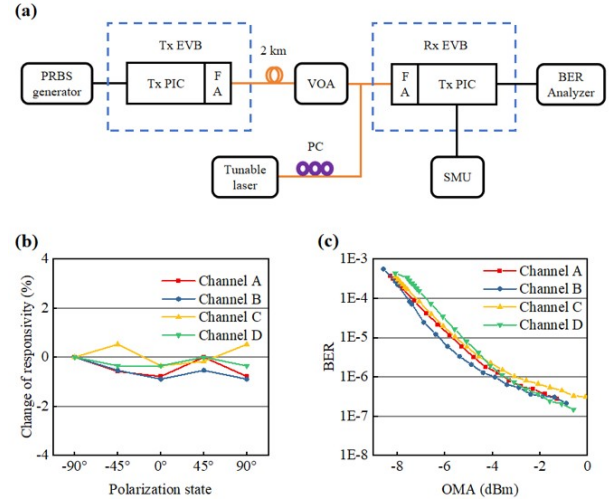 (a)
Tx EVB
2 km
Rx EVB
PRBS
generator
Tx PIC
F
A
VOA
F
A
Tx PIC
BER
Analyzer
PC
Tunable
laser
SMU
(b)
Change of responsivity (%)
4
2
0
-2
-4
Channel A
Channel B
Channel C
Channel D
-90°
-45°
0°
45°
90°
Polarization state
(c)
BER
1E-3
1E-4
1E-5
1E-6
1E-7
1E-8
Channel A
Channel B
Channel C
Channel D
-8
-6
-4
-2
0
OMA (dBm)